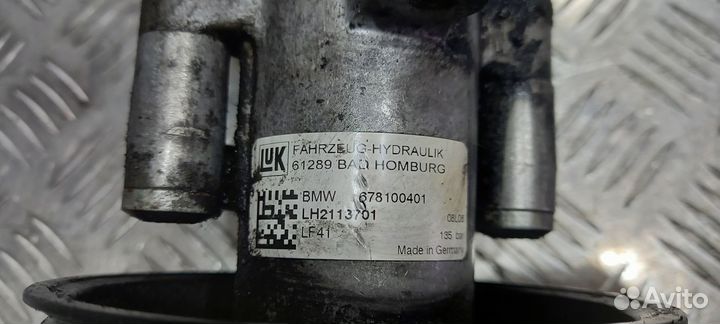 LUK FAHRZEUG-HYDRAULIK
61289 BAD HOMBURG
BMW 678100401
LH2113701 08L06
LF41 135 bar
Made in Germany
Avito